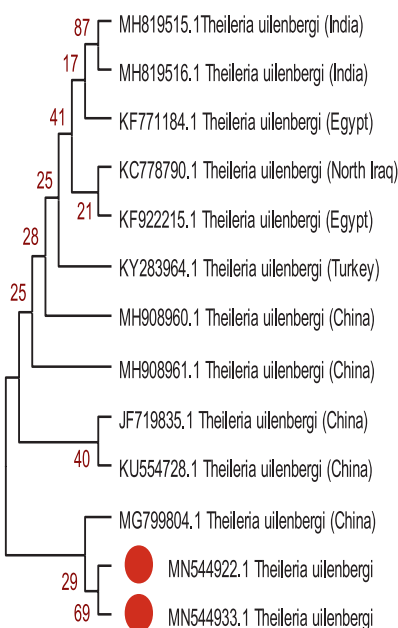 87
MH819515.1Theileria uilenbergi (India)
17
MH819516.1 Theileria uilenbergi (India)
41
KF771184.1 Theileria uilenbergi (Egypt)
KC778790.1 Theileria uilenbergi (North Iraq)
25
21
KF922215.1 Theileria uilenbergi (Egypt)
28
KY283964.1 Theileria uilenbergi (Turkey)
25
MH908960.1 Theileria uilenbergi (China)
MH908961.1 Theileria uilenbergi (China)
JF719835.1 Theileria uilenbergi (China)
40
KU554728.1 Theileria uilenbergi (China)
MG799804.1 Theileria uilenbergi (China)
MN544922.1 Theileria uilenbergi
29
69
MN544933.1 Theileria uilenbergi